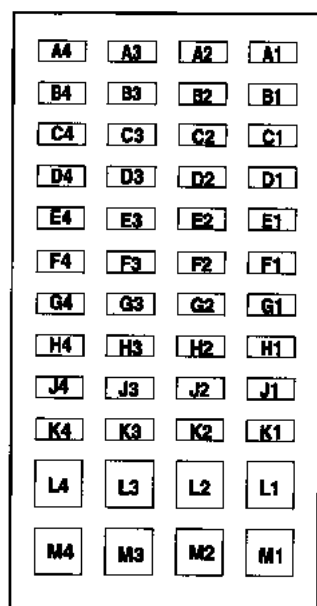 A4 A3 A2 A1
B4 B3 B2 B1
C4 C3 C2 C1
D4 D3 D2 D1
E4 E3 E2 E1
F4 F3 F2 F1
G4 G3 G2 G1
H4 H3 H2 H1
J4 J3 J2 J1
K4 K3 K2 K1
L4 L3 L2 L1
M4 M3 M2 M1